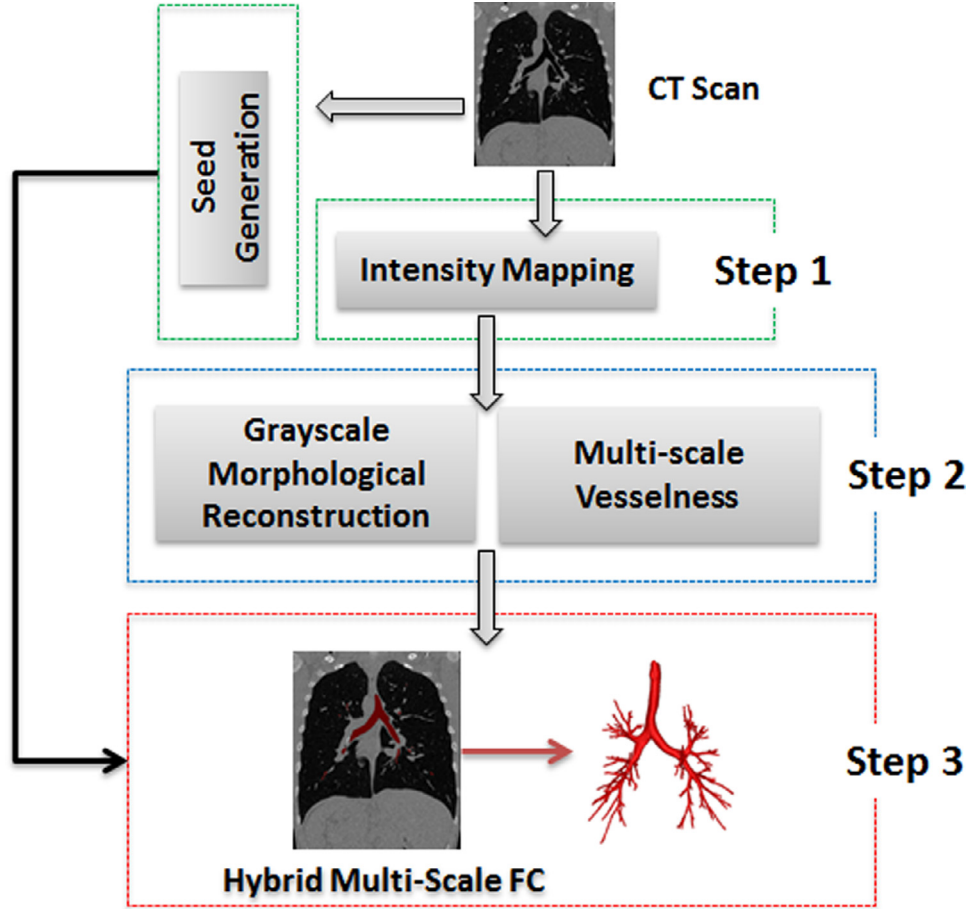 CT Scan
Seed
Generation
Intensity Mapping
Step 1
Grayscale
Morphological
Reconstruction
Multi-scale
Vesselness
Step 2
Step 3
Hybrid Multi-Scale FC